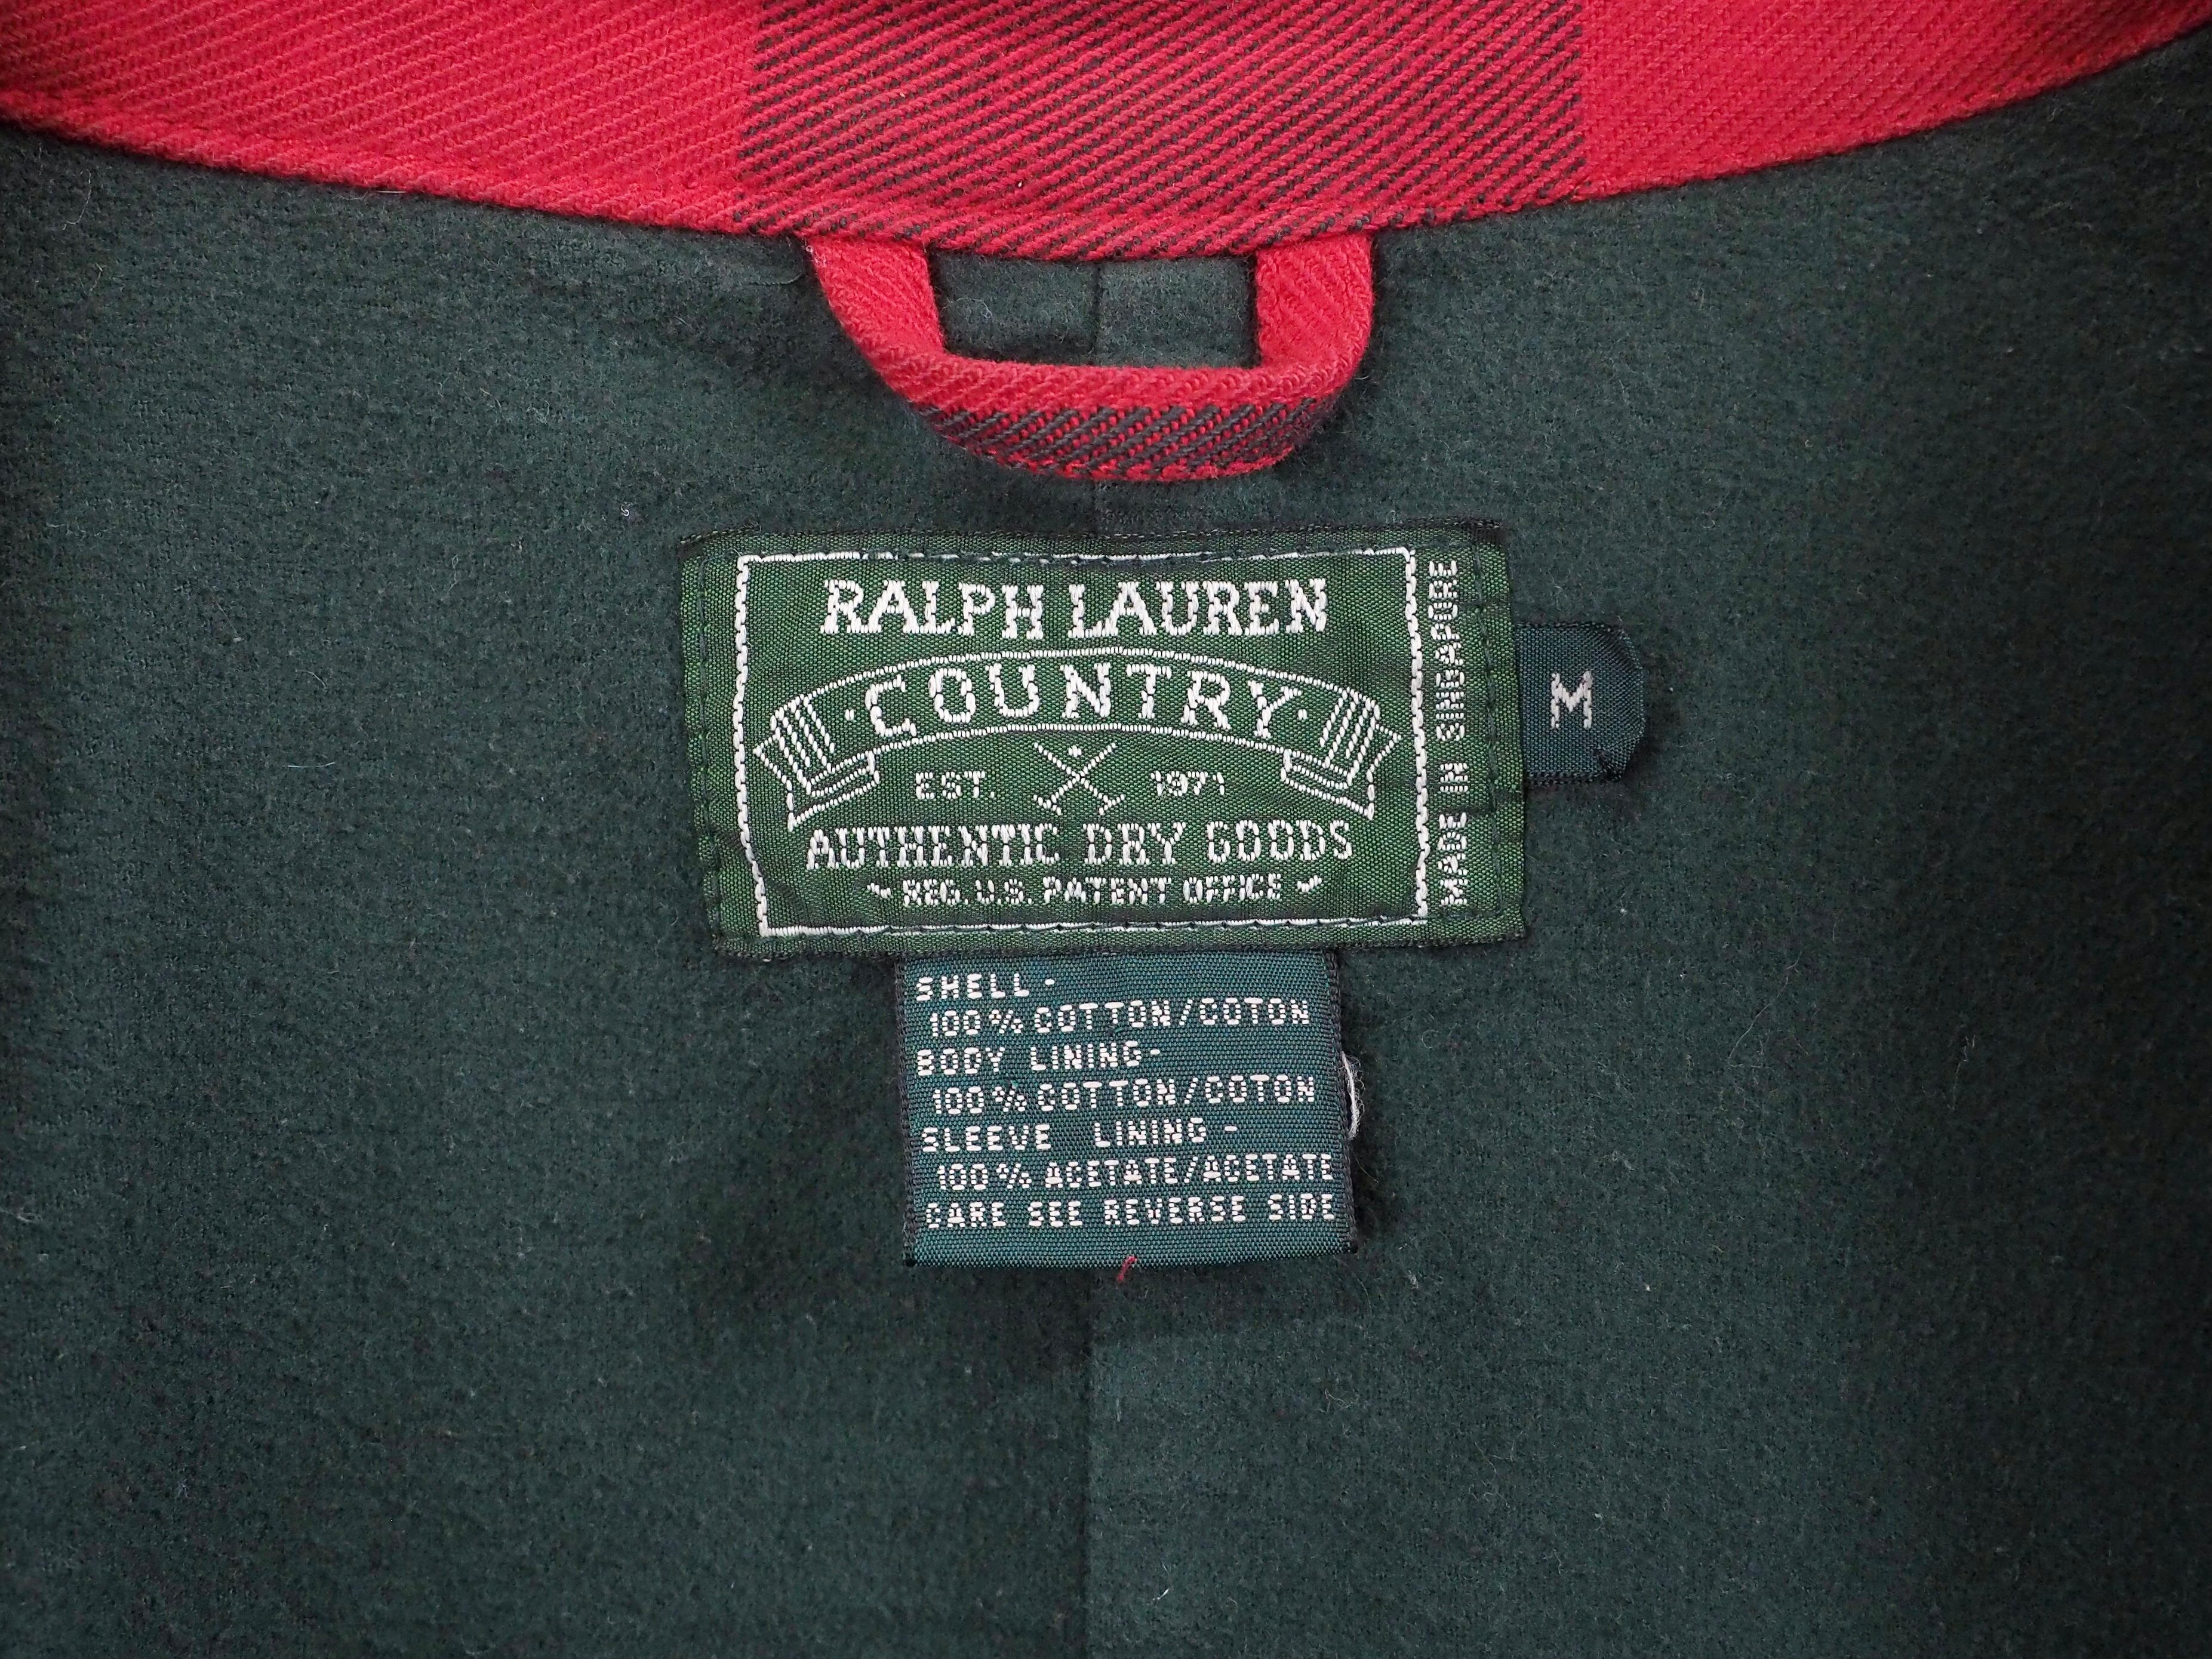 RALPH LAUREN
·COUNTRY·
EST. 1971
AUTHENTIC DRY GOODS
~ REG. U.S. PATENT OFFICE ~
MADE IN SINGAPORE
M
SHELL-
100% COTTON/COTON
BODY LINING-
100% COTTON/COTON
SLEEVE LINING-
100% ACETATE/ACETATE
CARE SEE REVERSE SIDE